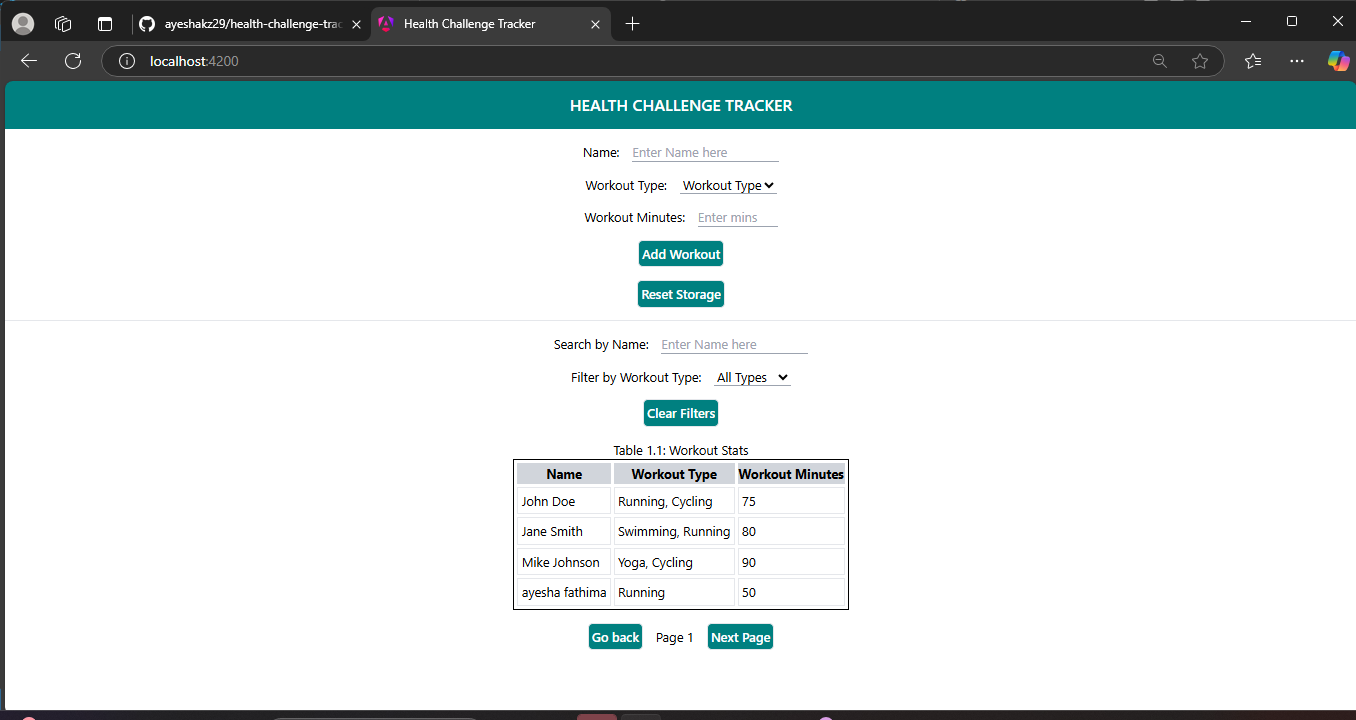 ayeshakz29/health-challenge-trac
Health Challenge Tracker
localhost:4200
HEALTH CHALLENGE TRACKER
Name: Enter Name here
Workout Type: Workout Type
Workout Minutes: Enter mins
Add Workout
Reset Storage
Search by Name: Enter Name here
Filter by Workout Type: All Types
Clear Filters
Table 1.1: Workout Stats
Name Workout Type Workout Minutes
John Doe Running, Cycling 75
Jane Smith Swimming, Running 80
Mike Johnson Yoga, Cycling 90
ayesha fathima Running 50
Go back Page 1 Next Page